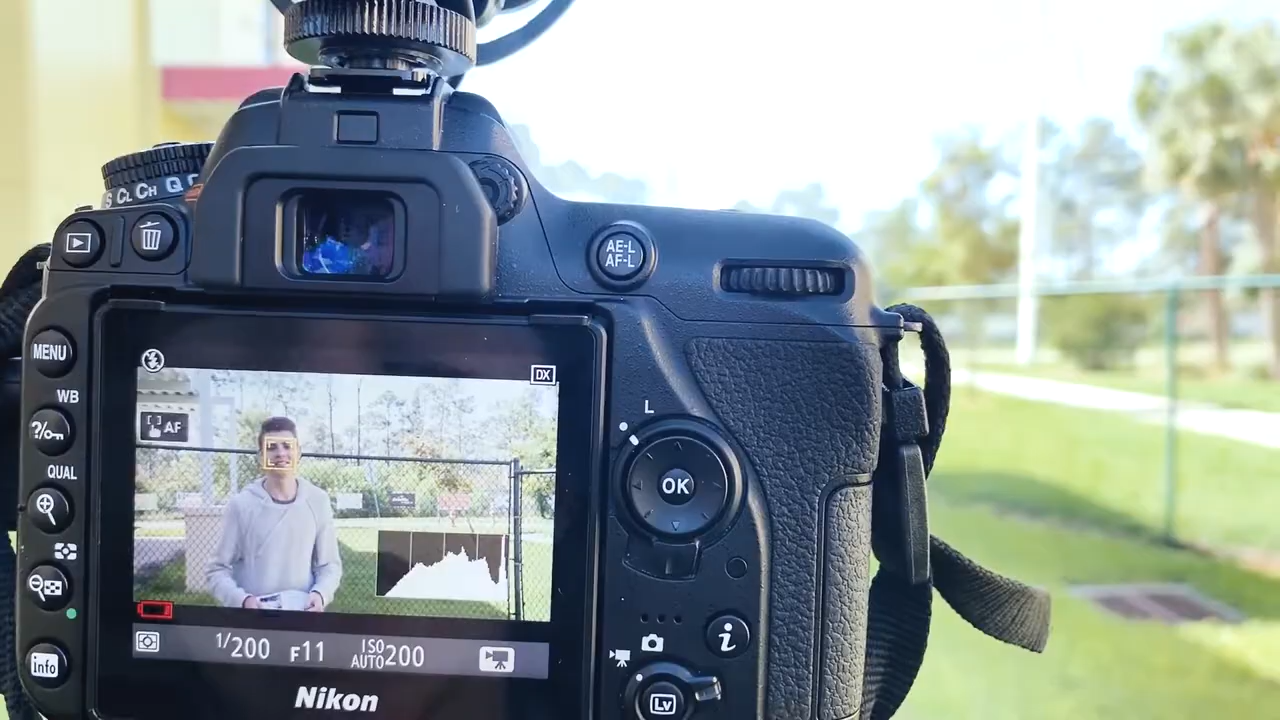 S CL CH Q
AE-L
AF-L
MENU
WB
?/
QUAL
info
DX
AF
L
OK
1/200 F11 ISO AUTO 200
i
Lv
Nikon